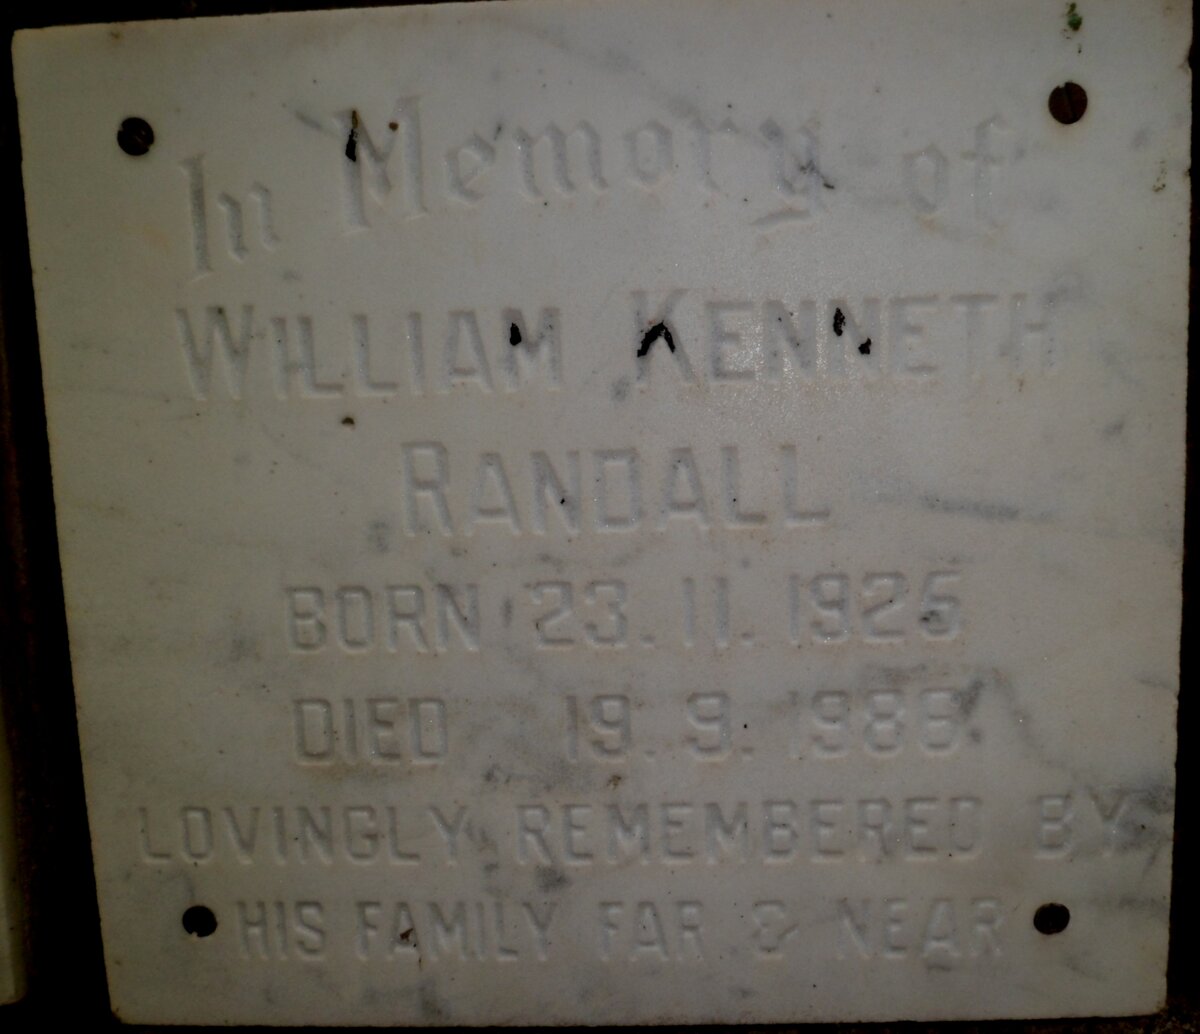 In Memory of
WILLIAM KENNETH
RANDALL
BORN 23.11.1925
DIED 19.9.1988
LOVINGLY REMEMBERED BY
HIS FAMILY FAR & NEAR